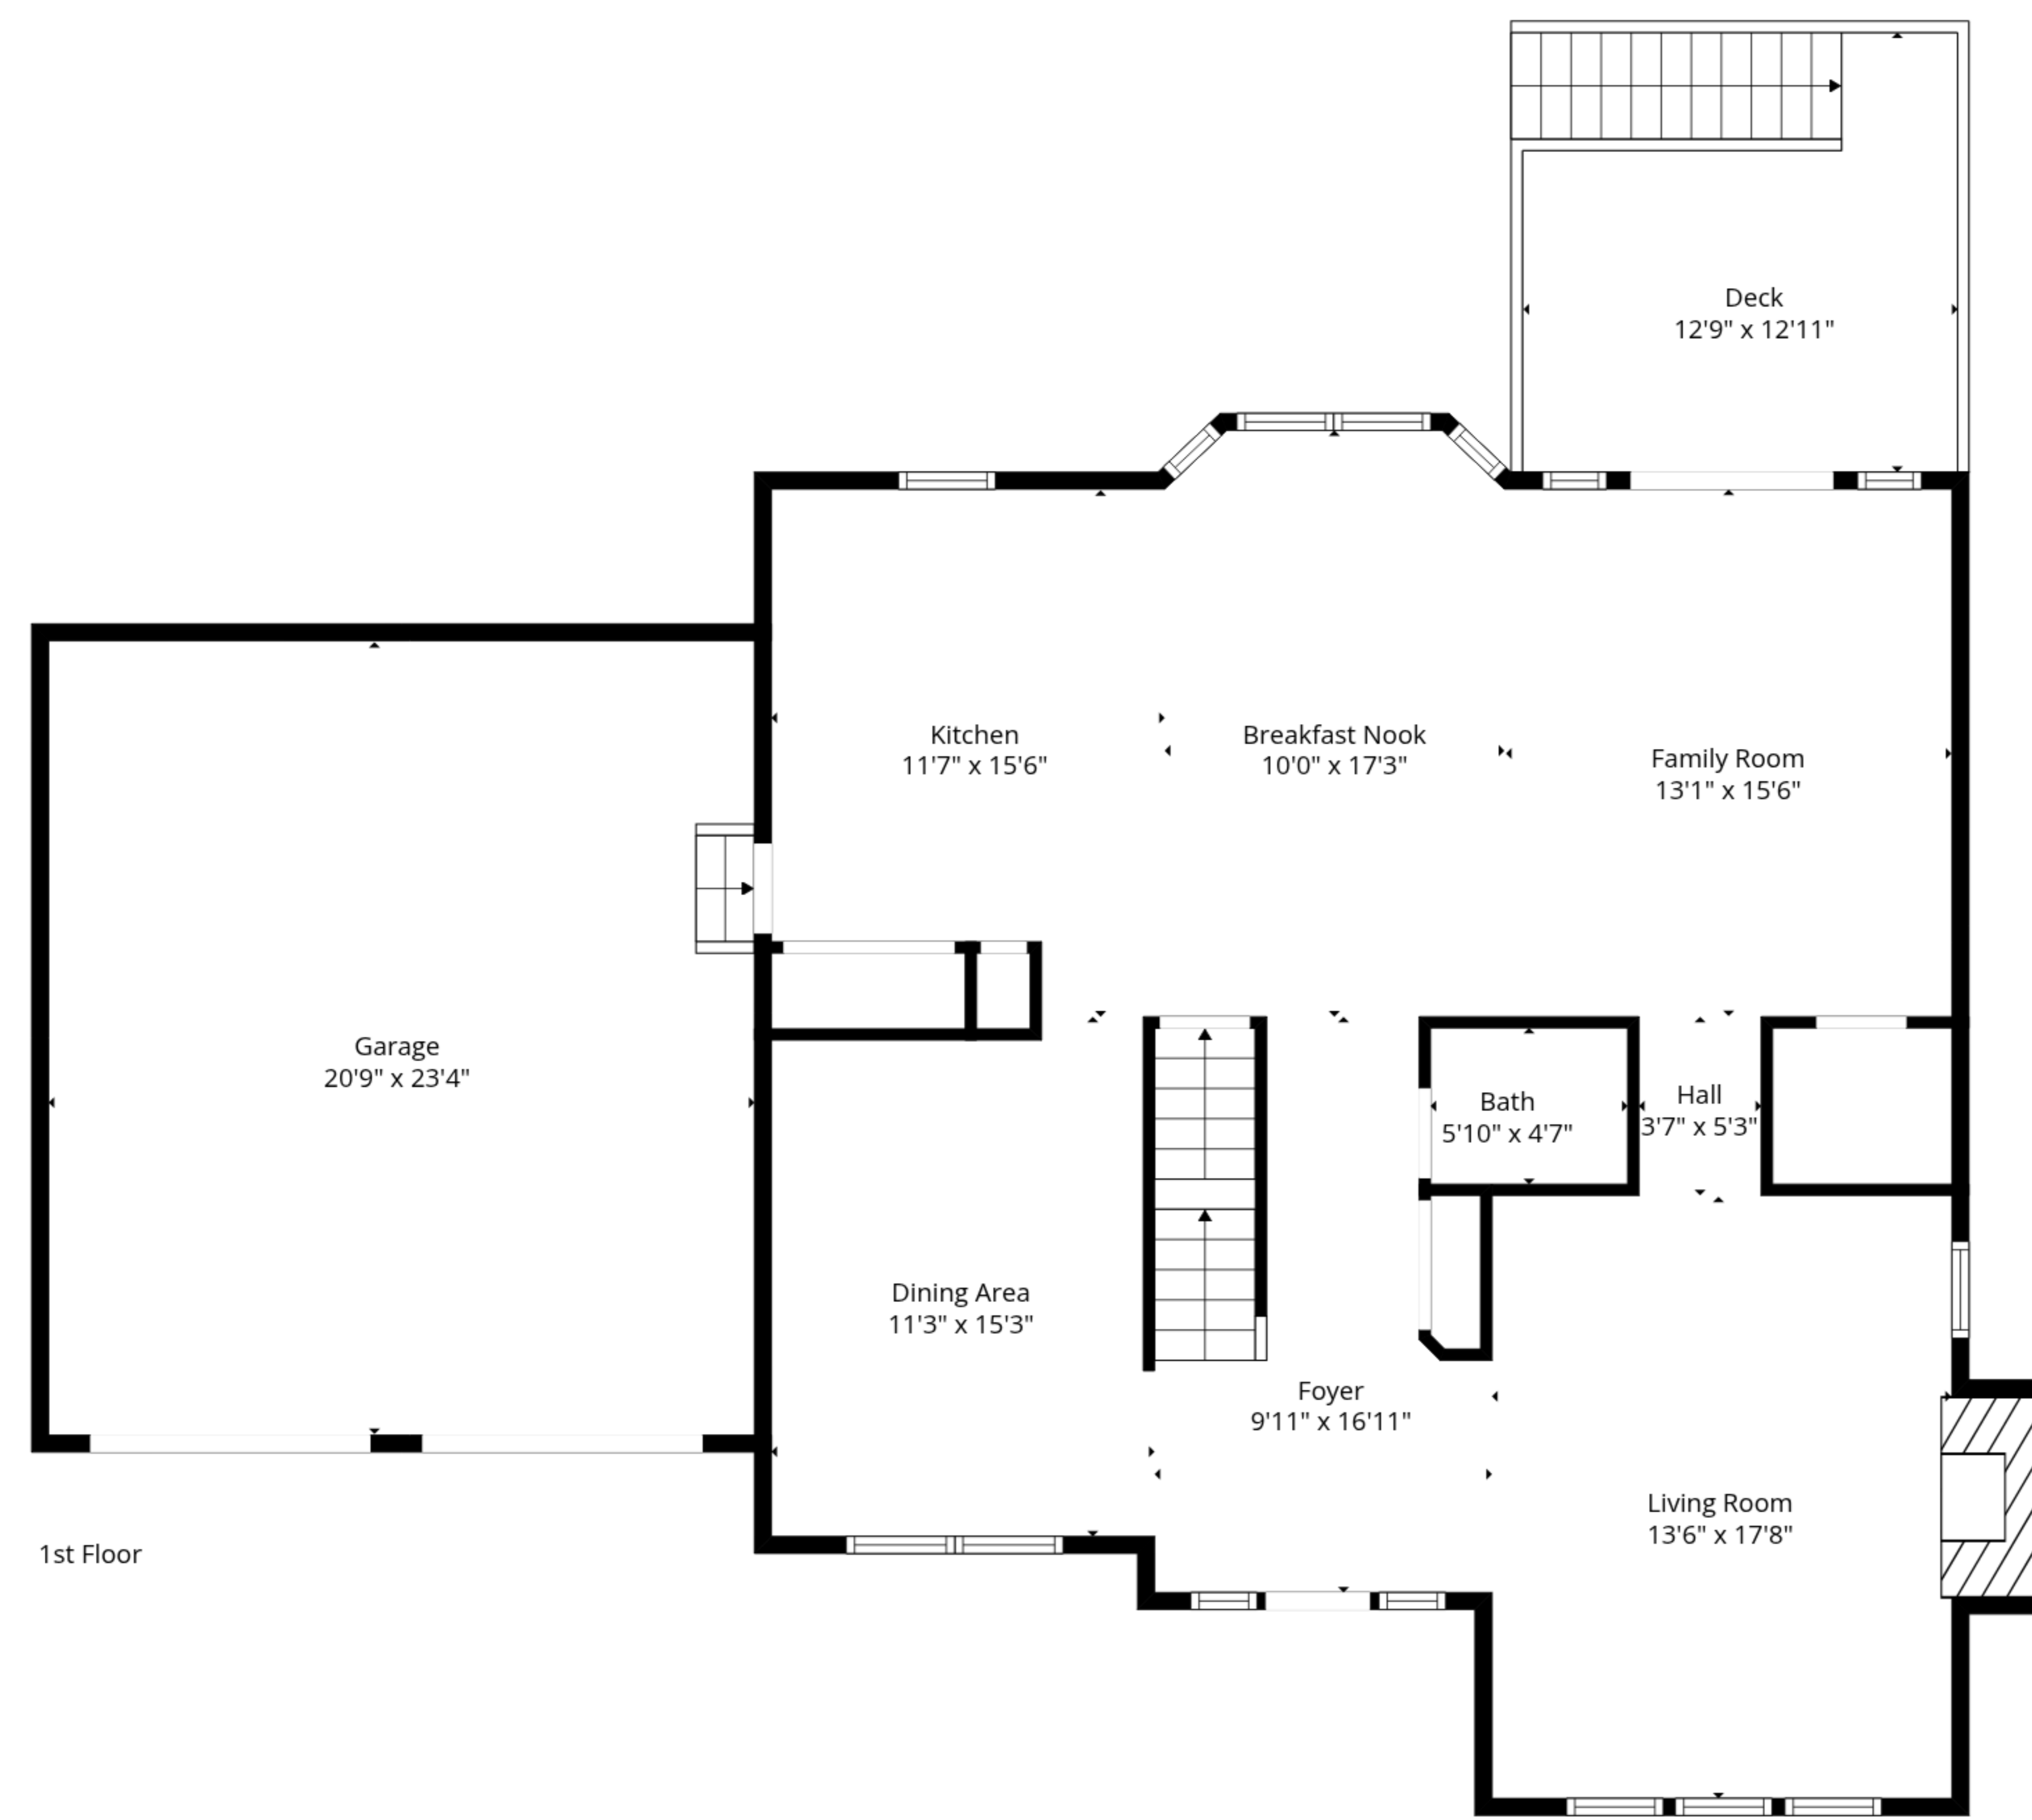 Deck
12'9" x 12'11"
Kitchen
11'7" x 15'6"
Breakfast Nook
10'0" x 17'3"
Family Room
13'1" x 15'6"
Garage
20'9" x 23'4"
Bath
5'10" x 4'7"
Hall
3'7" x 5'3"
Dining Area
11'3" x 15'3"
Foyer
9'11" x 16'11"
Living Room
13'6" x 17'8"
1st Floor